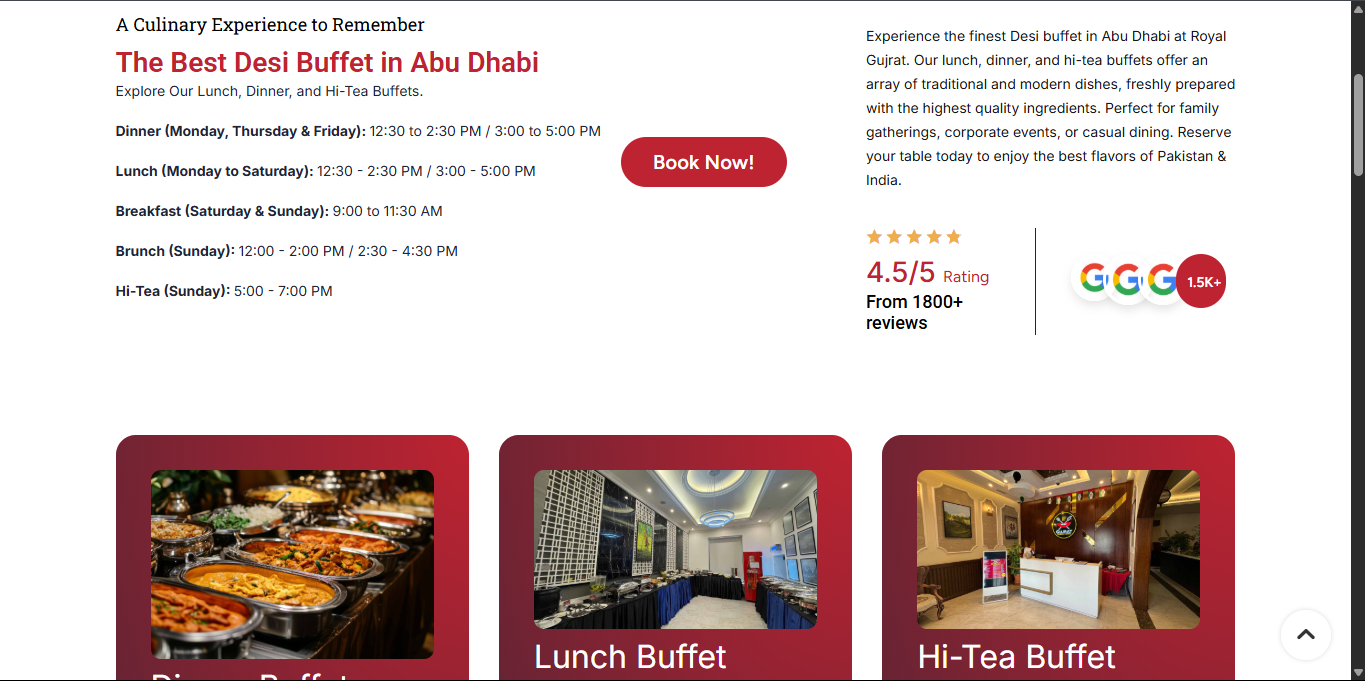 A Culinary Experience to Remember
The Best Desi Buffet in Abu Dhabi
Explore Our Lunch, Dinner, and Hi-Tea Buffets.
Dinner (Monday, Thursday & Friday): 12:30 to 2:30 PM / 3:00 to 5:00 PM
Lunch (Monday to Saturday): 12:30 - 2:30 PM / 3:00 - 5:00 PM
Breakfast (Saturday & Sunday): 9:00 to 11:30 AM
Brunch (Sunday): 12:00 - 2:00 PM / 2:30 - 4:30 PM
Hi-Tea (Sunday): 5:00 - 7:00 PM
Book Now!
Experience the finest Desi buffet in Abu Dhabi at Royal
Gujrat. Our lunch, dinner, and hi-tea buffets offer an
array of traditional and modern dishes, freshly prepared
with the highest quality ingredients. Perfect for family
gatherings, corporate events, or casual dining. Reserve
your table today to enjoy the best flavors of Pakistan &
India.
4.5/5 Rating
From 1800+
reviews
G G G 1.5K+
Dinner Buffet
Lunch Buffet
Hi-Tea Buffet